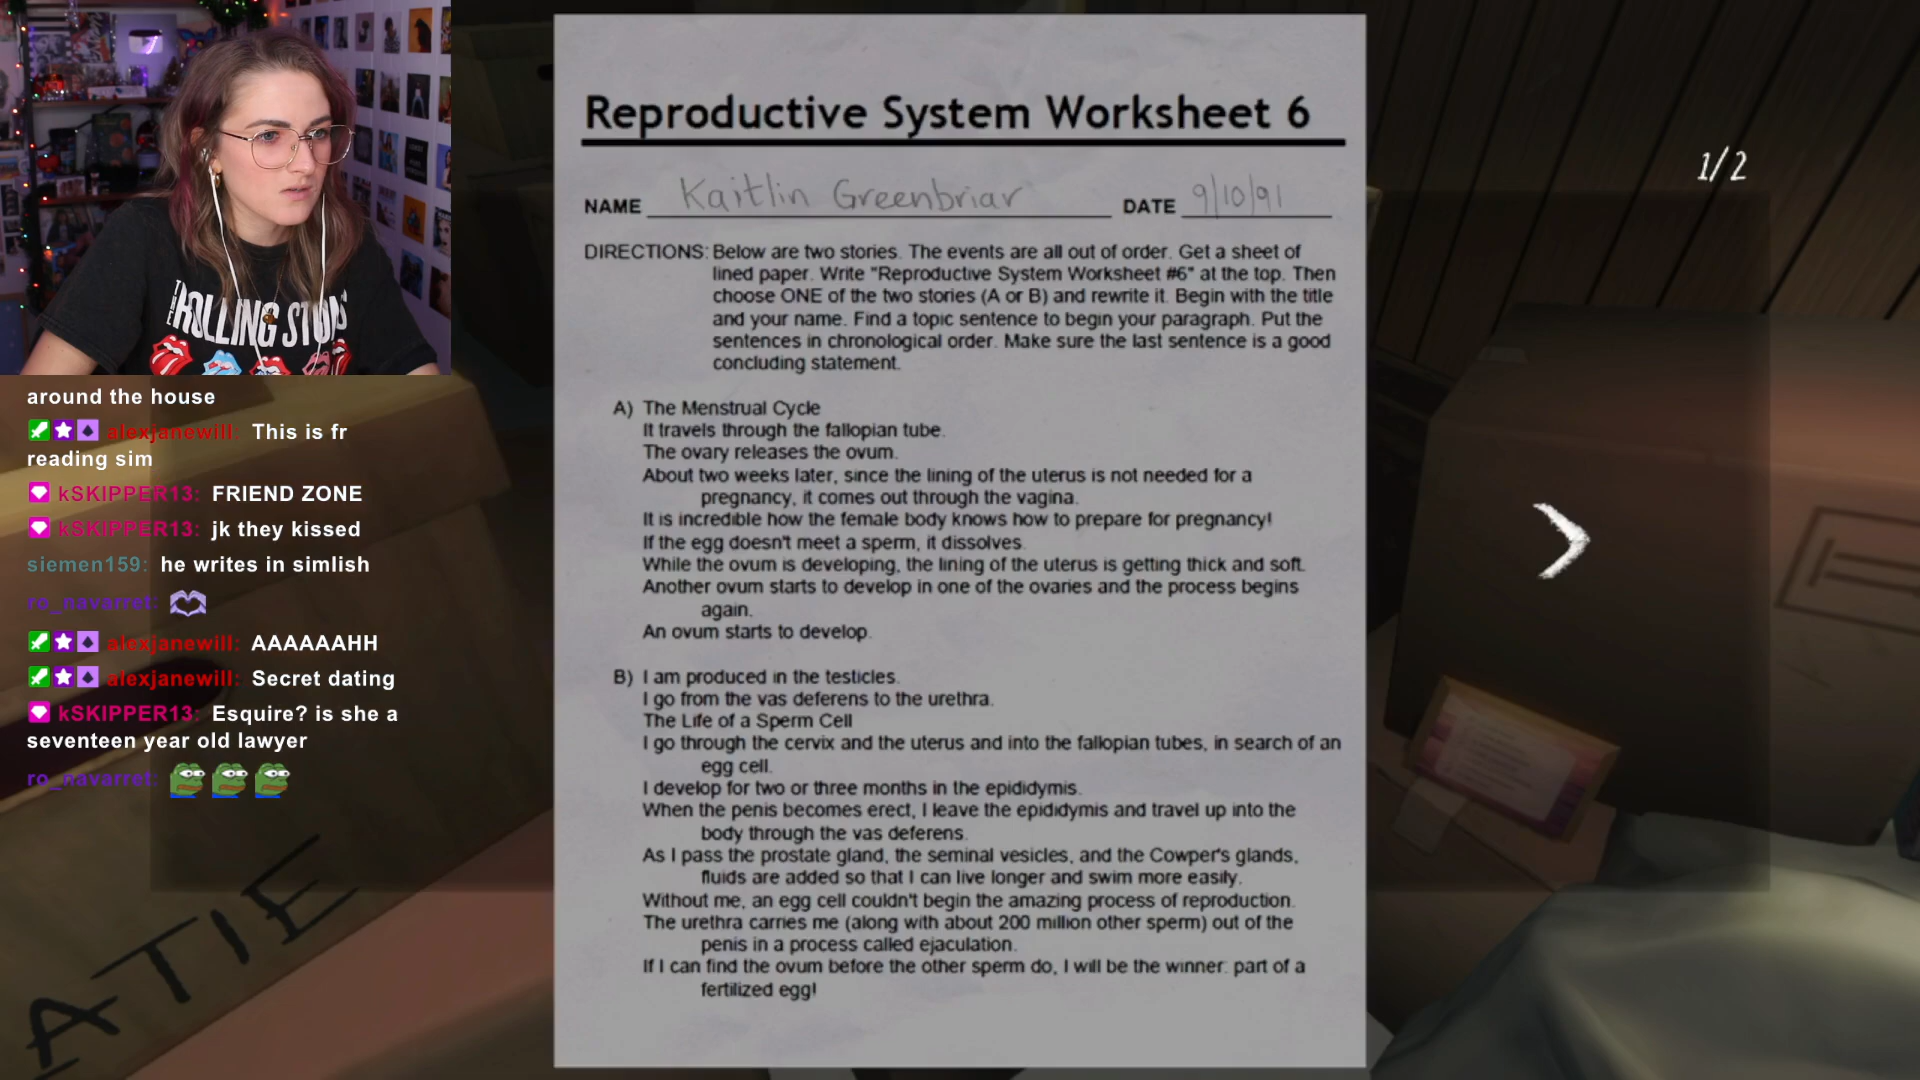 THE
ROLLING STONS
around the house
alexjanewill: This is fr
reading sim
kSKIPPER13: FRIEND ZONE
kSKIPPER13: jk they kissed
siemen159: he writes in simlish
ro_navarret:
alexjanewill: AAAAAAHH
alexjanewill: Secret dating
kSKIPPER13: Esquire? is she a
seventeen year old lawyer
ro_navarret:
ATIE
Reproductive System Worksheet 6
NAME Kaitlin Greenbriar DATE 9/10/91
DIRECTIONS: Below are two stories. The events are all out of order. Get a sheet of
lined paper. Write "Reproductive System Worksheet #6" at the top. Then
choose ONE of the two stories (A or B) and rewrite it. Begin with the title
and your name. Find a topic sentence to begin your paragraph. Put the
sentences in chronological order. Make sure the last sentence is a good
concluding statement.
A) The Menstrual Cycle
It travels through the fallopian tube.
The ovary releases the ovum.
About two weeks later, since the lining of the uterus is not needed for a
pregnancy, it comes out through the vagina.
It is incredible how the female body knows how to prepare for pregnancy!
If the egg doesn't meet a sperm, it dissolves.
While the ovum is developing, the lining of the uterus is getting thick and soft.
Another ovum starts to develop in one of the ovaries and the process begins
again.
An ovum starts to develop.
B) I am produced in the testicles.
I go from the vas deferens to the urethra.
The Life of a Sperm Cell
I go through the cervix and the uterus and into the fallopian tubes, in search of an
egg cell.
I develop for two or three months in the epididymis.
When the penis becomes erect, I leave the epididymis and travel up into the
body through the vas deferens.
As I pass the prostate gland, the seminal vesicles, and the Cowper's glands,
fluids are added so that I can live longer and swim more easily.
Without me, an egg cell couldn't begin the amazing process of reproduction.
The urethra carries me (along with about 200 million other sperm) out of the
penis in a process called ejaculation.
If I can find the ovum before the other sperm do, I will be the winner: part of a
fertilized egg!
1/2